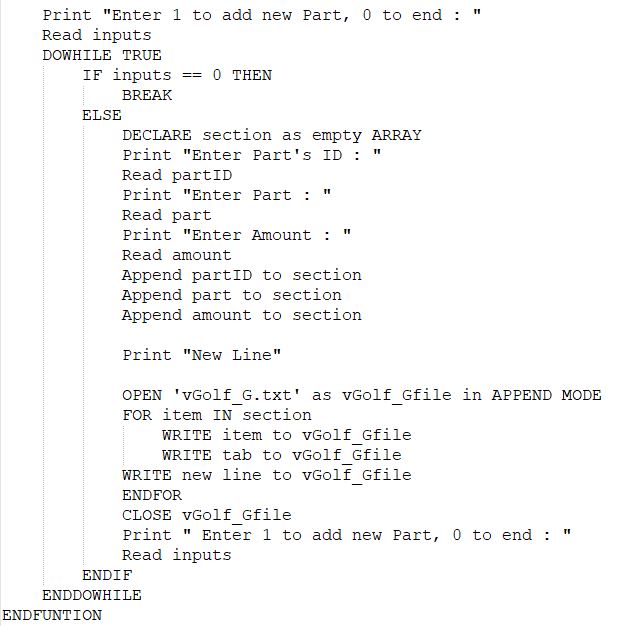 Print "Enter 1 to add new Part, 0 to end : "
Read inputs
DOWHILE TRUE
IF inputs == 0 THEN
BREAK
ELSE
DECLARE section as empty ARRAY
Print "Enter Part's ID : "
Read partID
Print "Enter Part : "
Read part
Print "Enter Amount : "
Read amount
Append partID to section
Append part to section
Append amount to section
Print "New Line"
OPEN 'vGolf_G.txt' as vGolf_Gfile in APPEND MODE
FOR item IN section
WRITE item to vGolf_Gfile
WRITE tab to vGolf_Gfile
WRITE new line to vGolf_Gfile
ENDFOR
CLOSE vGolf_Gfile
Print " Enter 1 to add new Part, 0 to end : "
Read inputs
ENDIF
ENDDOWHILE
ENDFUNTION